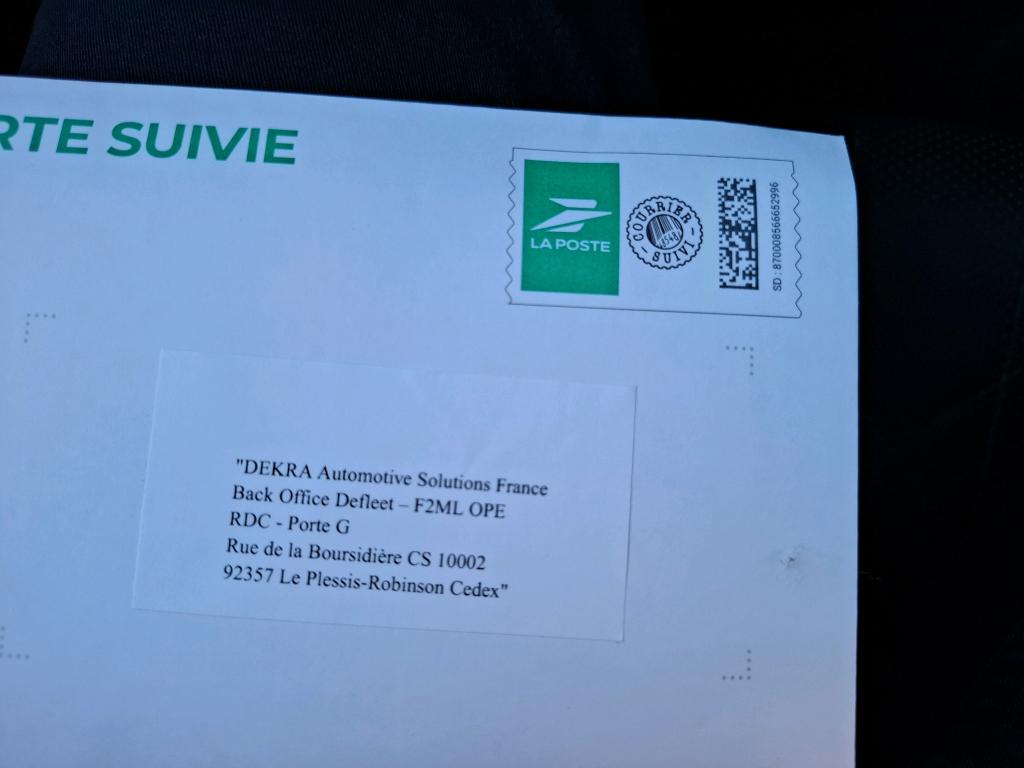 RTE SUIVIE
LA POSTE
COURRIER
SUIVI
SD : 870008566652996
"DEKRA Automotive Solutions France
Back Office Defleet – F2ML OPE
RDC - Porte G
Rue de la Boursidière CS 10002
92357 Le Plessis-Robinson Cedex"